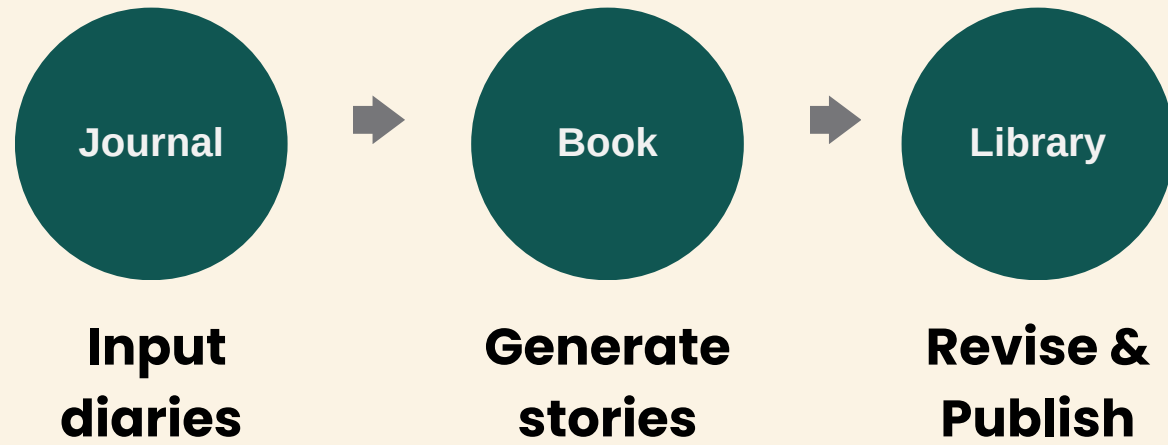 Journal
Book
Library
Input
diaries
Generate
stories
Revise &
Publish